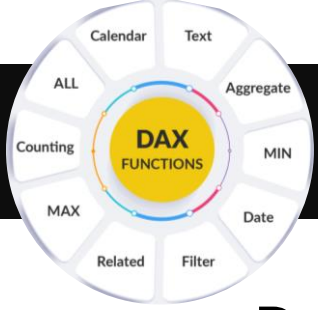 Calendar
Text
ALL
Aggregate
Counting
DAX
FUNCTIONS
MIN
MAX
Date
Related
Filter